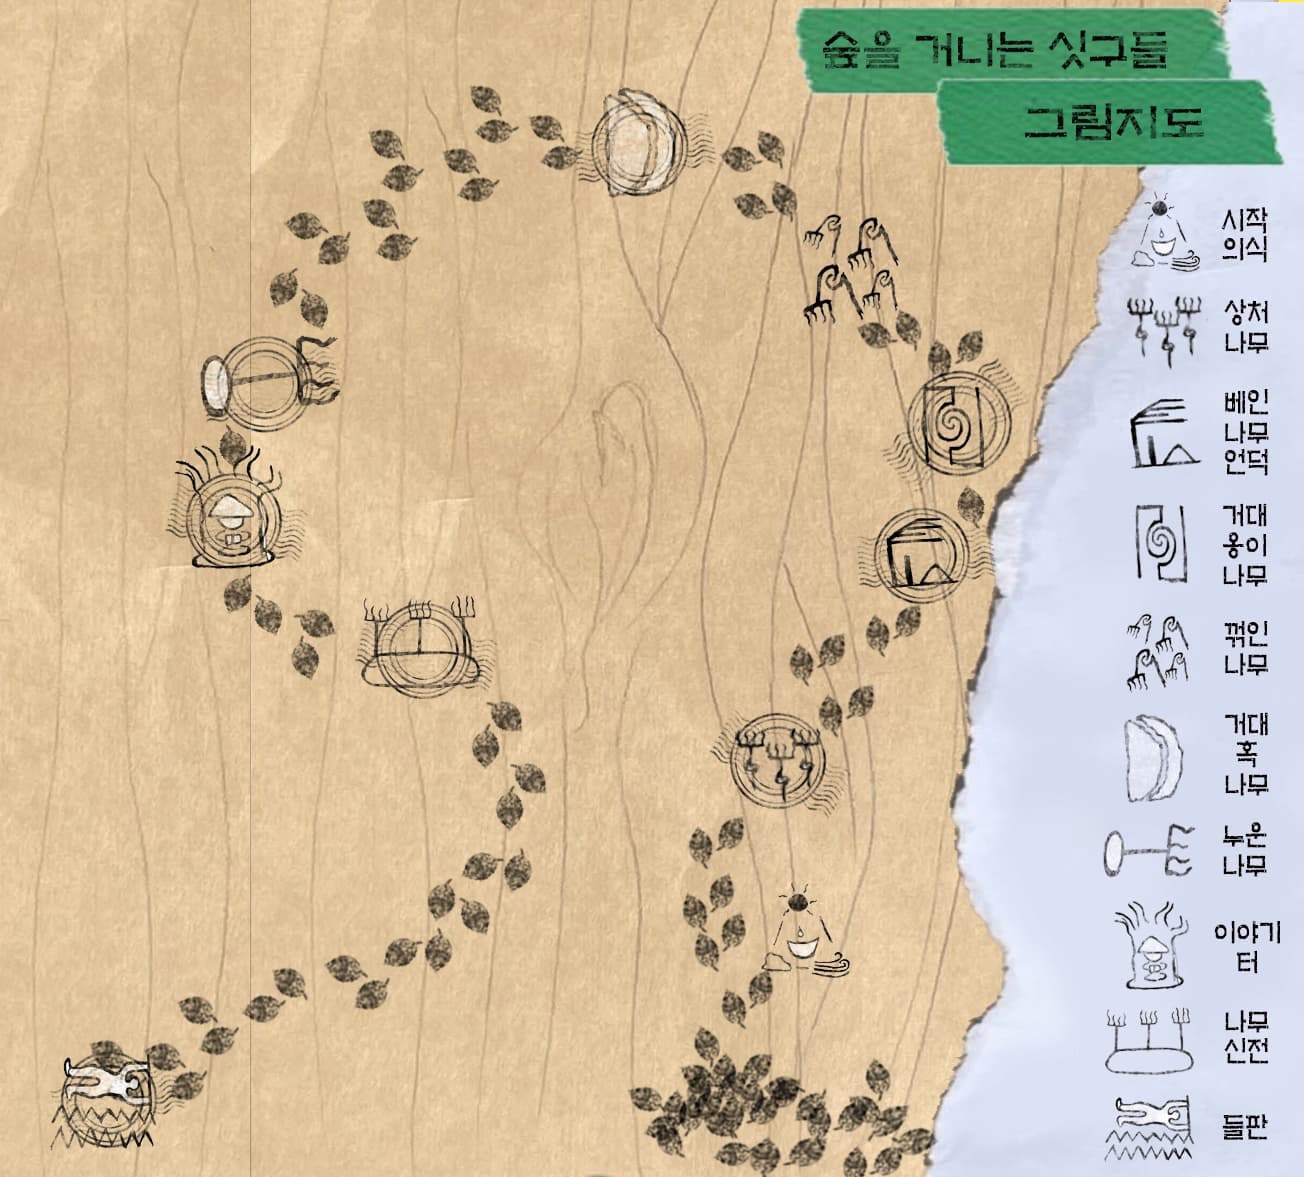 숲을 거니는 싯구들
그림지도
시작
의식
상처
나무
베인
나무
언덕
거대
옹이
나무
꺾인
나무
거대
혹
나무
누운
나무
이야기
터
나무
신전
들판